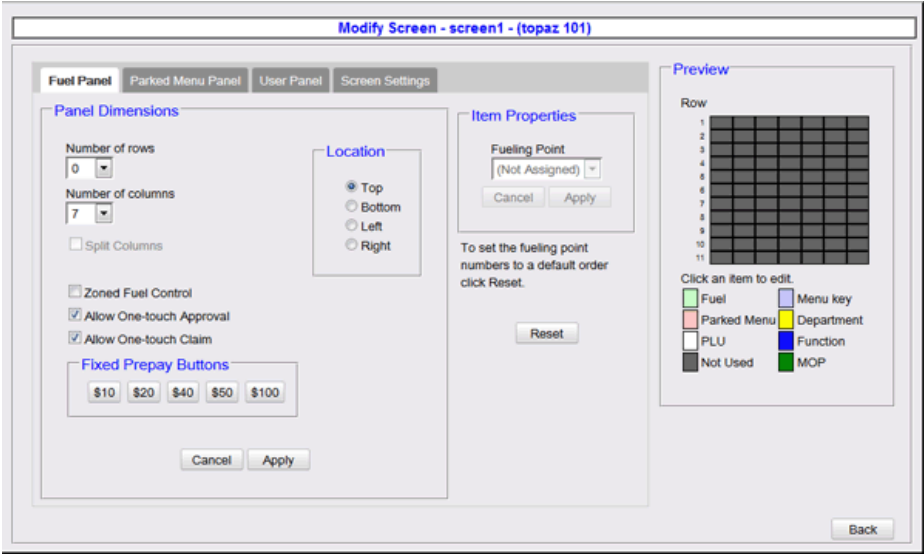 Modify Screen - screen1 - (topaz 101)
Fuel Panel
Parked Menu Panel
User Panel
Screen Settings
Panel Dimensions
Number of rows
0
Number of columns
7
Split Columns
Location
Top
Bottom
Left
Right
Zoned Fuel Control
Allow One-touch Approval
Allow One-touch Claim
Fixed Prepay Buttons
$10 $20 $40 $50 $100
Cancel Apply
Item Properties
Fueling Point
(Not Assigned)
Cancel Apply
To set the fueling point
numbers to a default order
click Reset.
Reset
Preview
Row
1
2
3
4
5
6
7
8
9
10
11
Click an item to edit.
Fuel Menu key
Parked Menu Department
PLU Function
Not Used MOP
Back